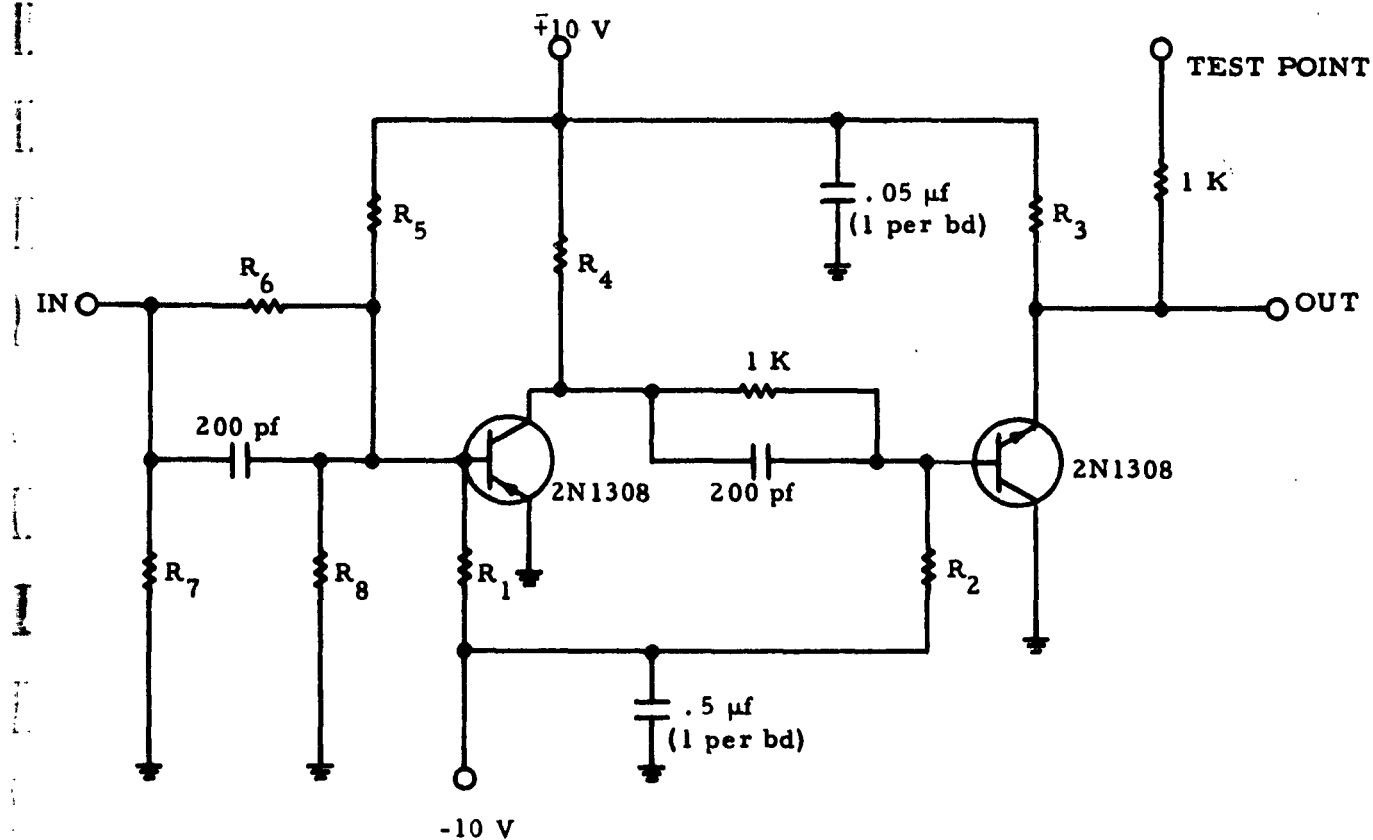 +10 V
TEST POINT
R5
.05 μf
(1 per bd)
R3
1 K
R6
R4
IN
OUT
1 K
200 pf
2N1308
200 pf
2N1308
R7
R8
R1
R2
.5 μf
(1 per bd)
-10 V